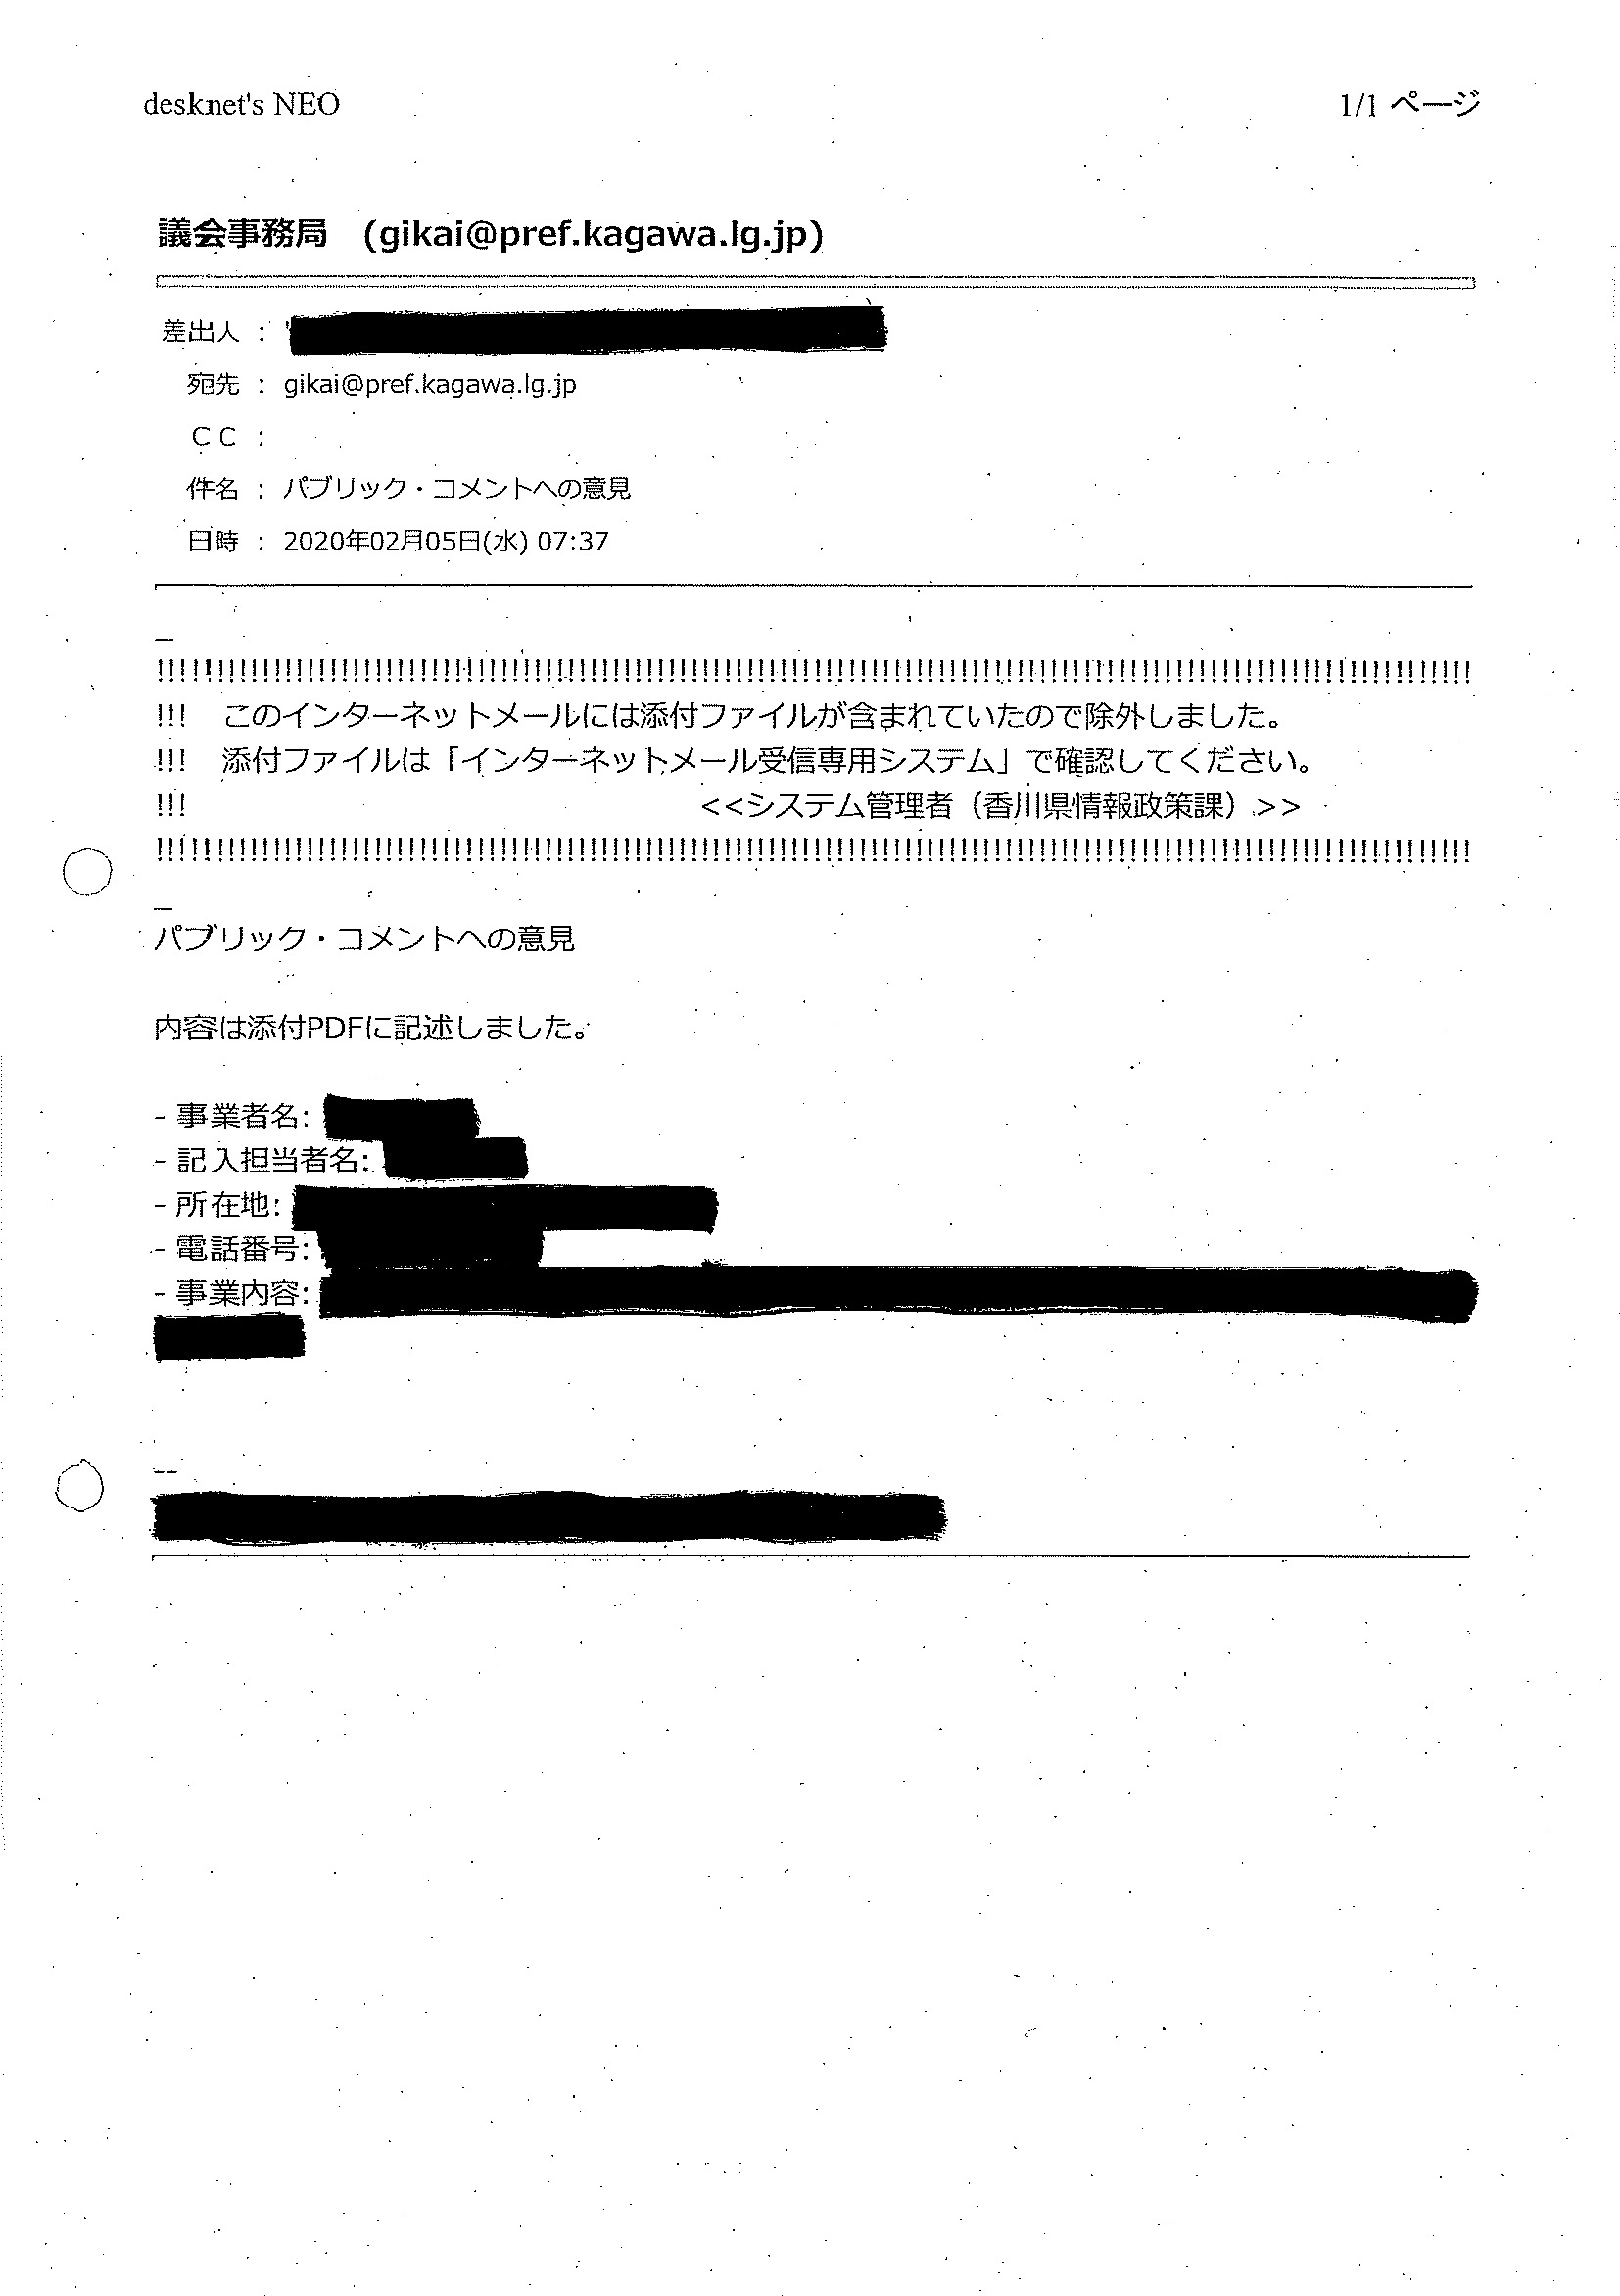 desknet's NEO
1/1 ページ
議会事務局 (gikai@pref.kagawa.lg.jp)
差出人 :
宛先 : gikai@pref.kagawa.lg.jp
CC :
件名 : パブリック・コメントへの意見
日時 : 2020年02月05日(水) 07:37
!!!!!!!!!!!!!!!!!!!!!!!!!!!!!!!!!!!!!!!!!!!!!!!!!!!!!!!!!!!!!!!!!!!!!!!!!!!!!!!!!!!!!!!!!!!!!!!!!!!!!!!!!!!!!!!!
!!! このインターネットメールには添付ファイルが含まれていたので除外しました。
!!! 添付ファイルは「インターネットメール受信専用システム」で確認してください。
!!! <<システム管理者（香川県情報政策課）>>
!!!!!!!!!!!!!!!!!!!!!!!!!!!!!!!!!!!!!!!!!!!!!!!!!!!!!!!!!!!!!!!!!!!!!!!!!!!!!!!!!!!!!!!!!!!!!!!!!!!!!!!!!!!!!!!!
パブリック・コメントへの意見
内容は添付PDFに記述しました。
- 事業者名:
- 記入担当者名:
- 所在地:
- 電話番号:
- 事業内容:
--